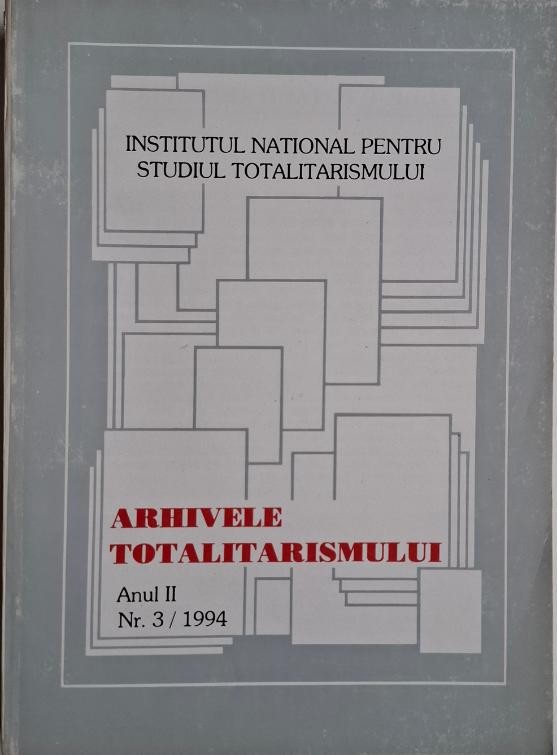 INSTITUTUL NATIONAL PENTRU
STUDIUL TOTALITARISMULUI
ARHIVELE
TOTALITARISMULUI
Anul II
Nr. 3 / 1994